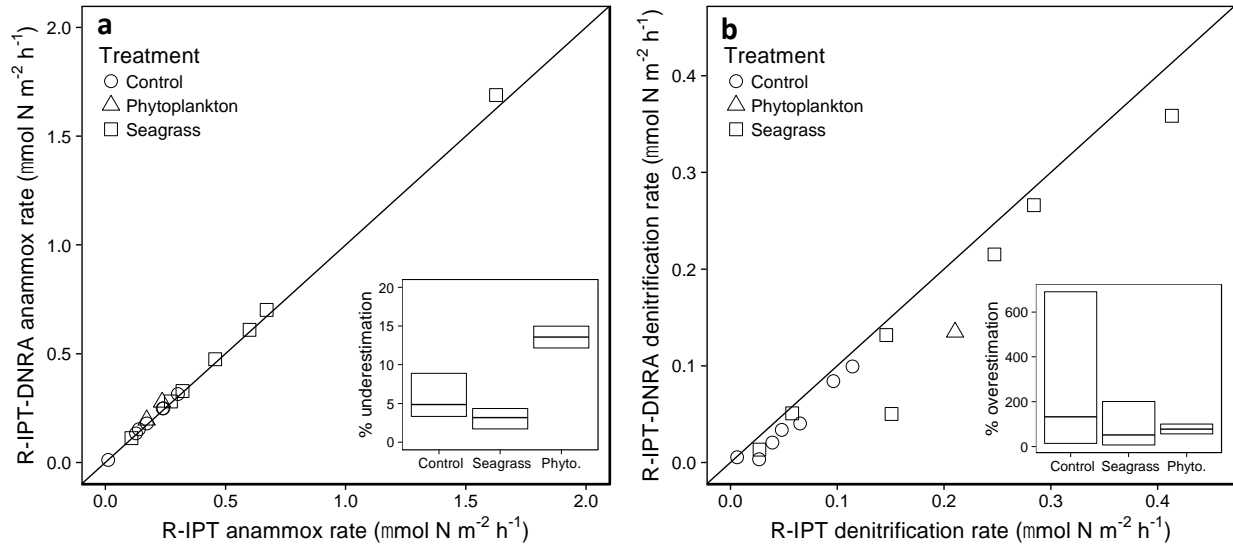 a
Treatment
Control
Phytoplankton
Seagrass
R-IPT-DNRA anammox rate (mmol N m⁻² h⁻¹)
2.0
1.5
1.0
0.5
0.0
0.0 0.5 1.0 1.5 2.0
R-IPT anammox rate (mmol N m⁻² h⁻¹)
% underestimation
20
15
10
5
0
Control Seagrass Phyto.
b
Treatment
Control
Phytoplankton
Seagrass
R-IPT-DNRA denitrification rate (mmol N m⁻² h⁻¹)
0.4
0.3
0.2
0.1
0.0
0.0 0.1 0.2 0.3 0.4
R-IPT denitrification rate (mmol N m⁻² h⁻¹)
% overestimation
600
400
200
0
Control Seagrass Phyto.